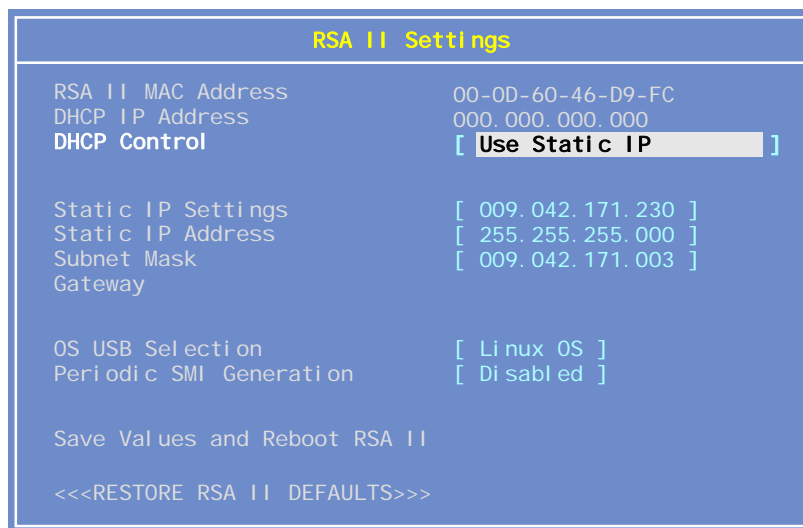 RSA II Settings
RSA II MAC Address 00-0D-60-46-D9-FC
DHCP IP Address 000.000.000.000
DHCP Control [ Use Static IP ]
Static IP Settings [ 009.042.171.230 ]
Static IP Address [ 255.255.255.000 ]
Subnet Mask [ 009.042.171.003 ]
Gateway
OS USB Selection [ Linux OS ]
Periodic SMI Generation [ Disabled ]
Save Values and Reboot RSA II
<<<RESTORE RSA II DEFAULTS>>>